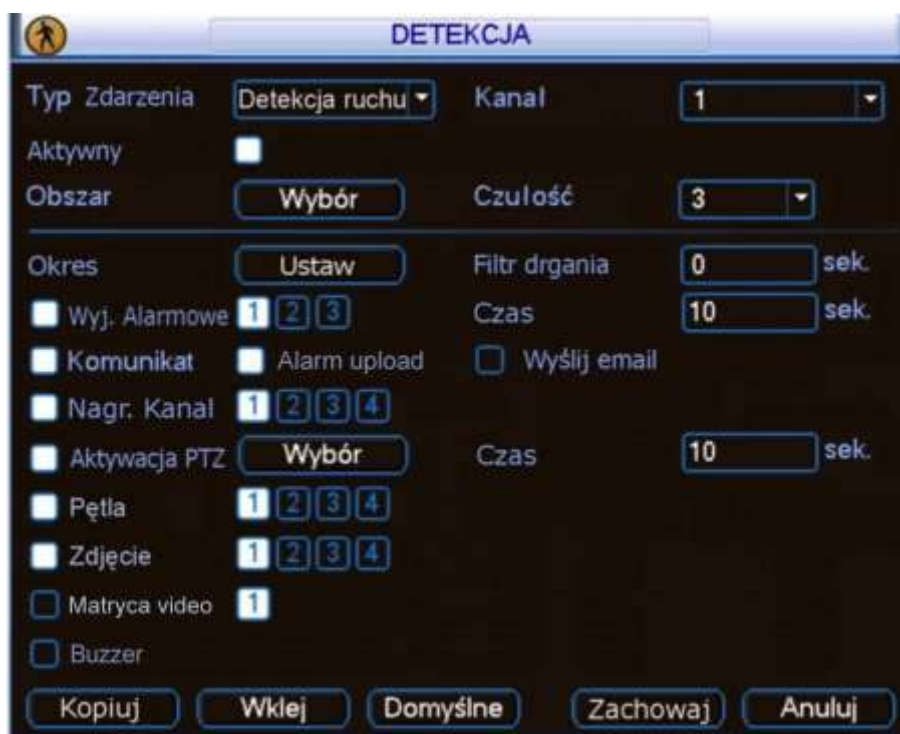 DETEKCJA
Typ Zdarzenia Detekcja ruchu Kanal 1
Aktywny
Obszar Wybór Czulość 3
Okres Ustaw Filtr drgania 0 sek.
Wyj. Alarmowe 1 2 3 Czas 10 sek.
Komunikat Alarm upload Wyślij email
Nagr. Kanal 1 2 3 4
Aktywacja PTZ Wybór Czas 10 sek.
Pętla 1 2 3 4
Zdjęcie 1 2 3 4
Matryca video 1
Buzzer
Kopiuj Wklej Domyślne Zachowaj Anuluj